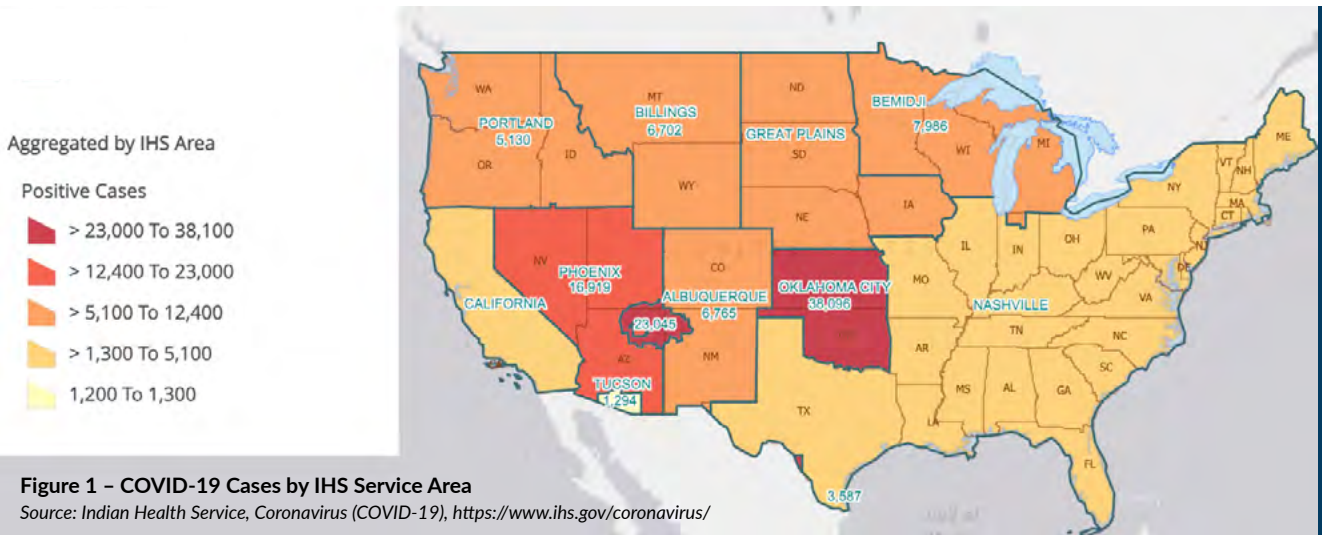 Aggregated by IHS Area
Positive Cases
> 23,000 To 38,100
> 12,400 To 23,000
> 5,100 To 12,400
> 1,300 To 5,100
1,200 To 1,300
WA
PORTLAND
5,130
OR
ID
MT
BILLINGS
6,702
WY
ND
GREAT PLAINS
SD
NE
BEMIDJI
7,986
WI
MI
IA
CALIFORNIA
NV
PHOENIX
16,919
23,045
AZ
TUCSON
1,294
CO
ALBUQUERQUE
6,765
NM
OKLAHOMA CITY
38,096
TX
3,587
NASHVILLE
MO
IL
IN
OH
WV
VA
PA
NY
VT
NH
ME
MA
CT
NJ
DE
AR
TN
NC
SC
MS
AL
GA
LA
FL
Figure 1 – COVID-19 Cases by IHS Service Area
Source: Indian Health Service, Coronavirus (COVID-19), https://www.ihs.gov/coronavirus/